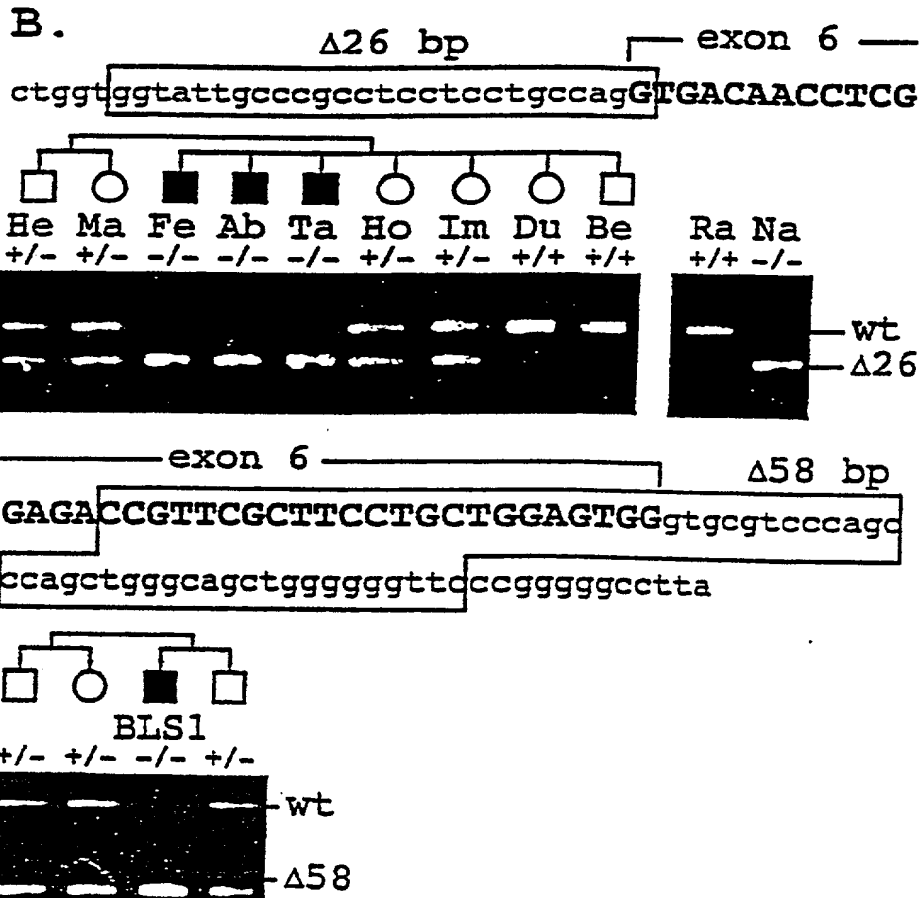 B.
Δ26 bp
exon 6
ctggtggtattgcccgcctcctcctgccagGTGACAACCTCG
He Ma Fe Ab Ta Ho Im Du Be Ra Na
+/- +/- -/- -/- -/- +/- +/- +/+ +/+ +/+ -/-
wt
Δ26
exon 6
Δ58 bp
GAGACCGTTCGCTTCCTGCTGGAGTGGgtgcgtcccagc
ccagctgggcagctggggggttcccgggggccttta
BLS1
+/- +/- -/- +/-
wt
Δ58